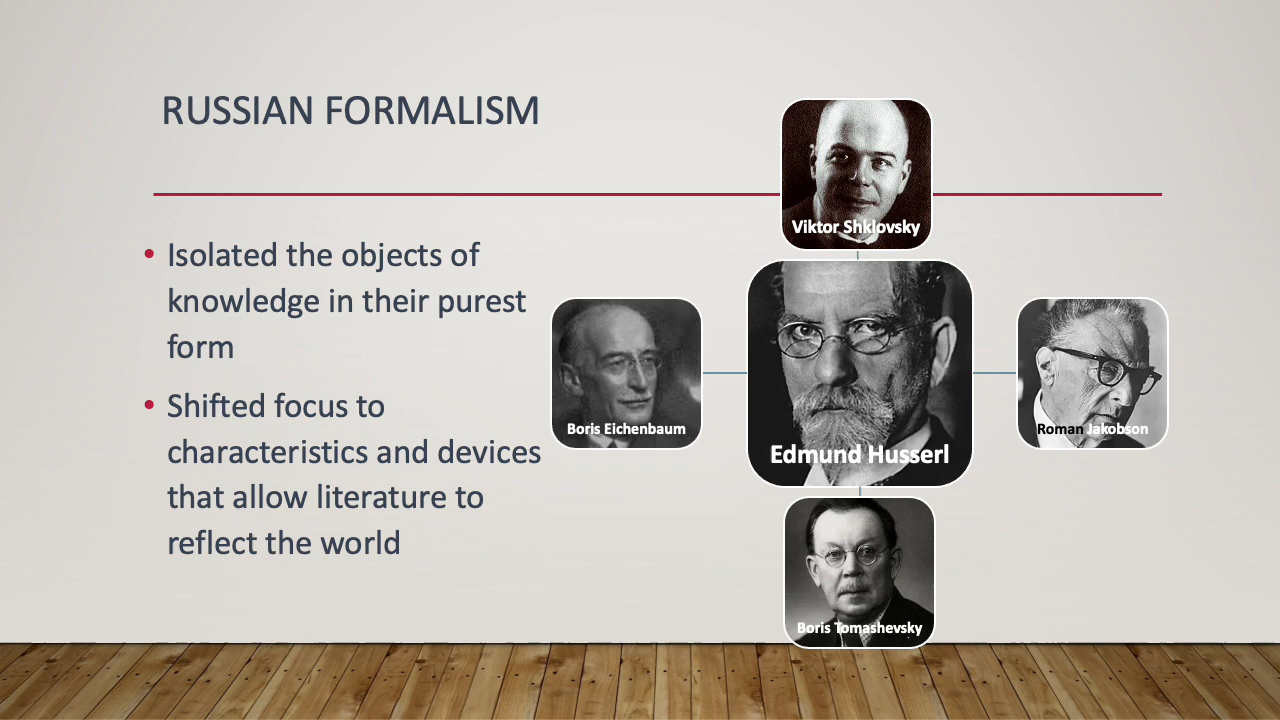 RUSSIAN FORMALISM
• Isolated the objects of
knowledge in their purest
form
• Shifted focus to
characteristics and devices
that allow literature to
reflect the world
Viktor Shklovsky
Boris Eichenbaum
Edmund Husserl
Roman Jakobson
Boris Tomashevsky